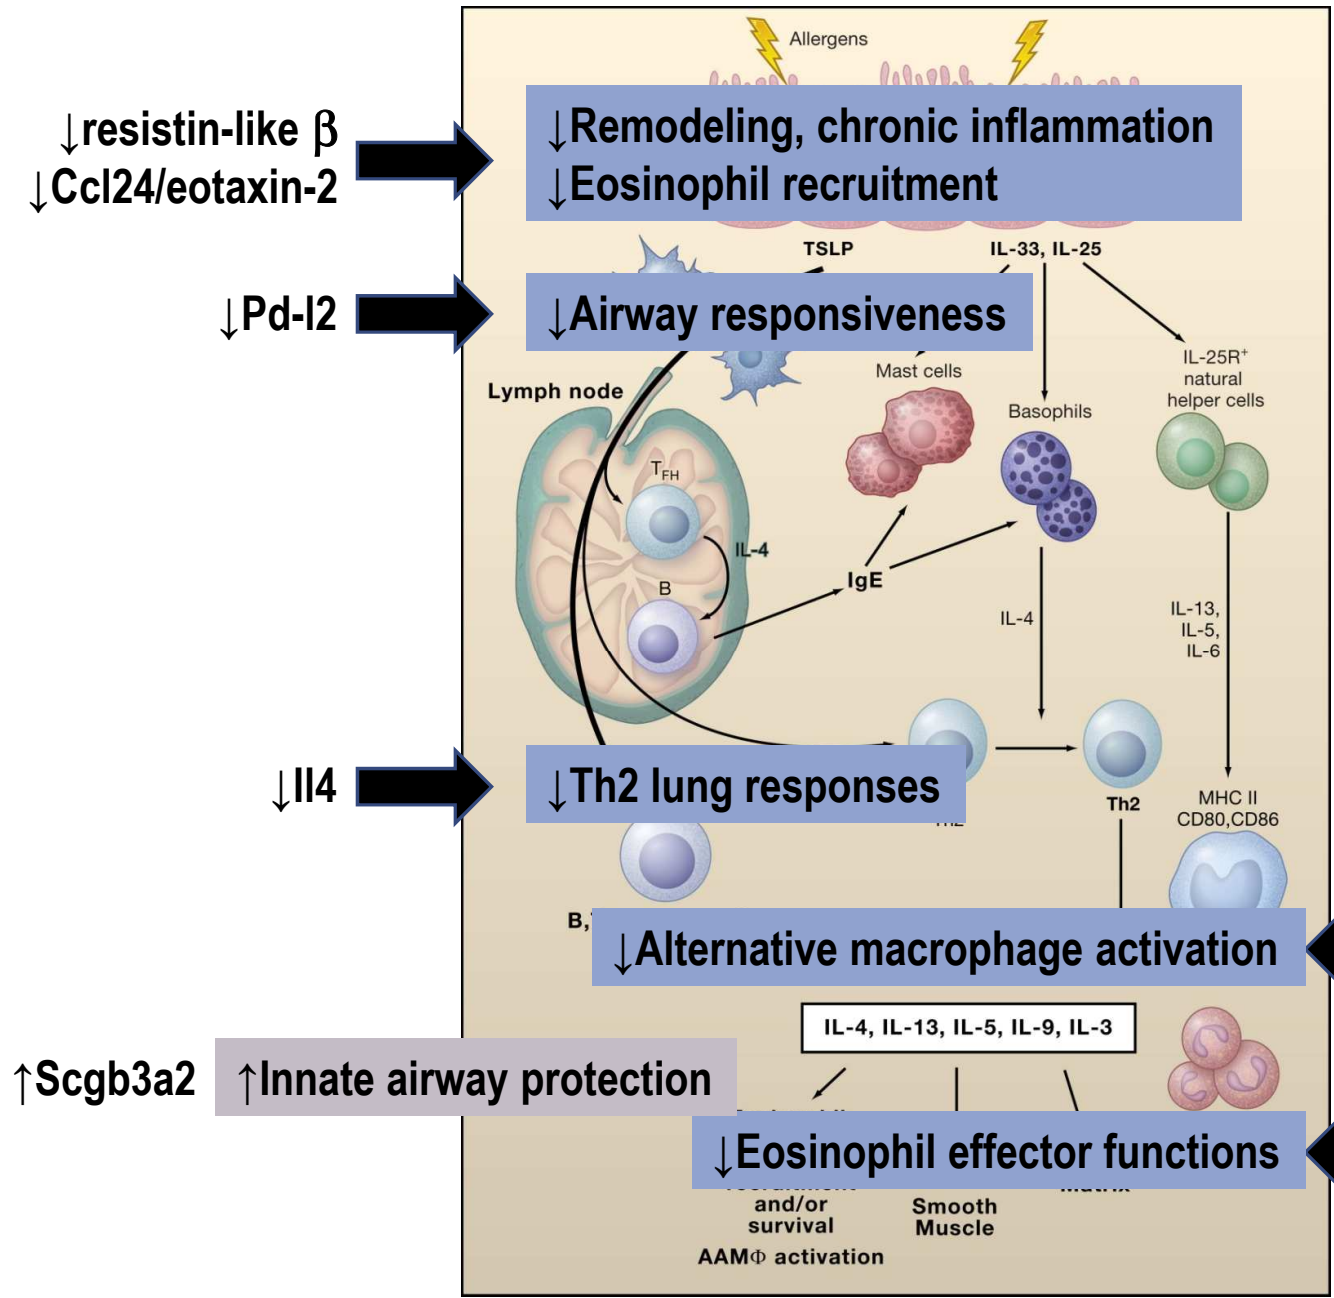 Allergens
↓resistin-like β
↓Ccl24/eotaxin-2
↓Remodeling, chronic inflammation
↓Eosinophil recruitment
TSLP
IL-33, IL-25
↓Pd-l2
↓Airway responsiveness
Mast cells
Basophils
IL-25R⁺
natural
helper cells
Lymph node
T_FH
IL-4
B
IgE
IL-4
IL-13,
IL-5,
IL-6
↓Il4
↓Th2 lung responses
Th2
Th2
MHC II
CD80,CD86
B,
↓Alternative macrophage activation
IL-4, IL-13, IL-5, IL-9, IL-3
↑Scgb3a2
↑Innate airway protection
↓Eosinophil effector functions
and/or
survival
AAMΦ activation
Smooth
Muscle